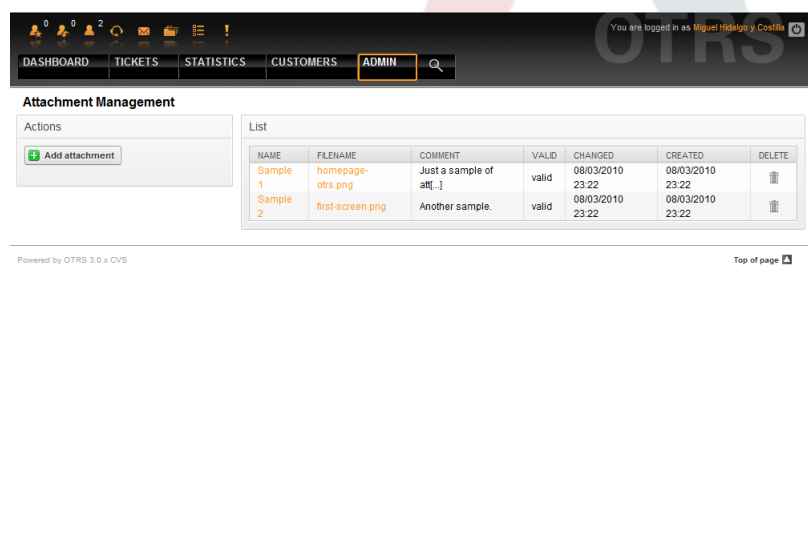 0 0 2
You are logged in as Miguel Hidalgo y Costilla
OTRS
DASHBOARD TICKETS STATISTICS CUSTOMERS ADMIN
Attachment Management
Actions
Add attachment
List
NAME FILENAME COMMENT VALID CHANGED CREATED DELETE
Sample 1 homepage-otrs.png Just a sample of att[...] valid 08/03/2010 23:22 08/03/2010 23:22
Sample 2 first-screen.png Another sample. valid 08/03/2010 23:22 08/03/2010 23:22
Powered by OTRS 3.0.x CVS
Top of page